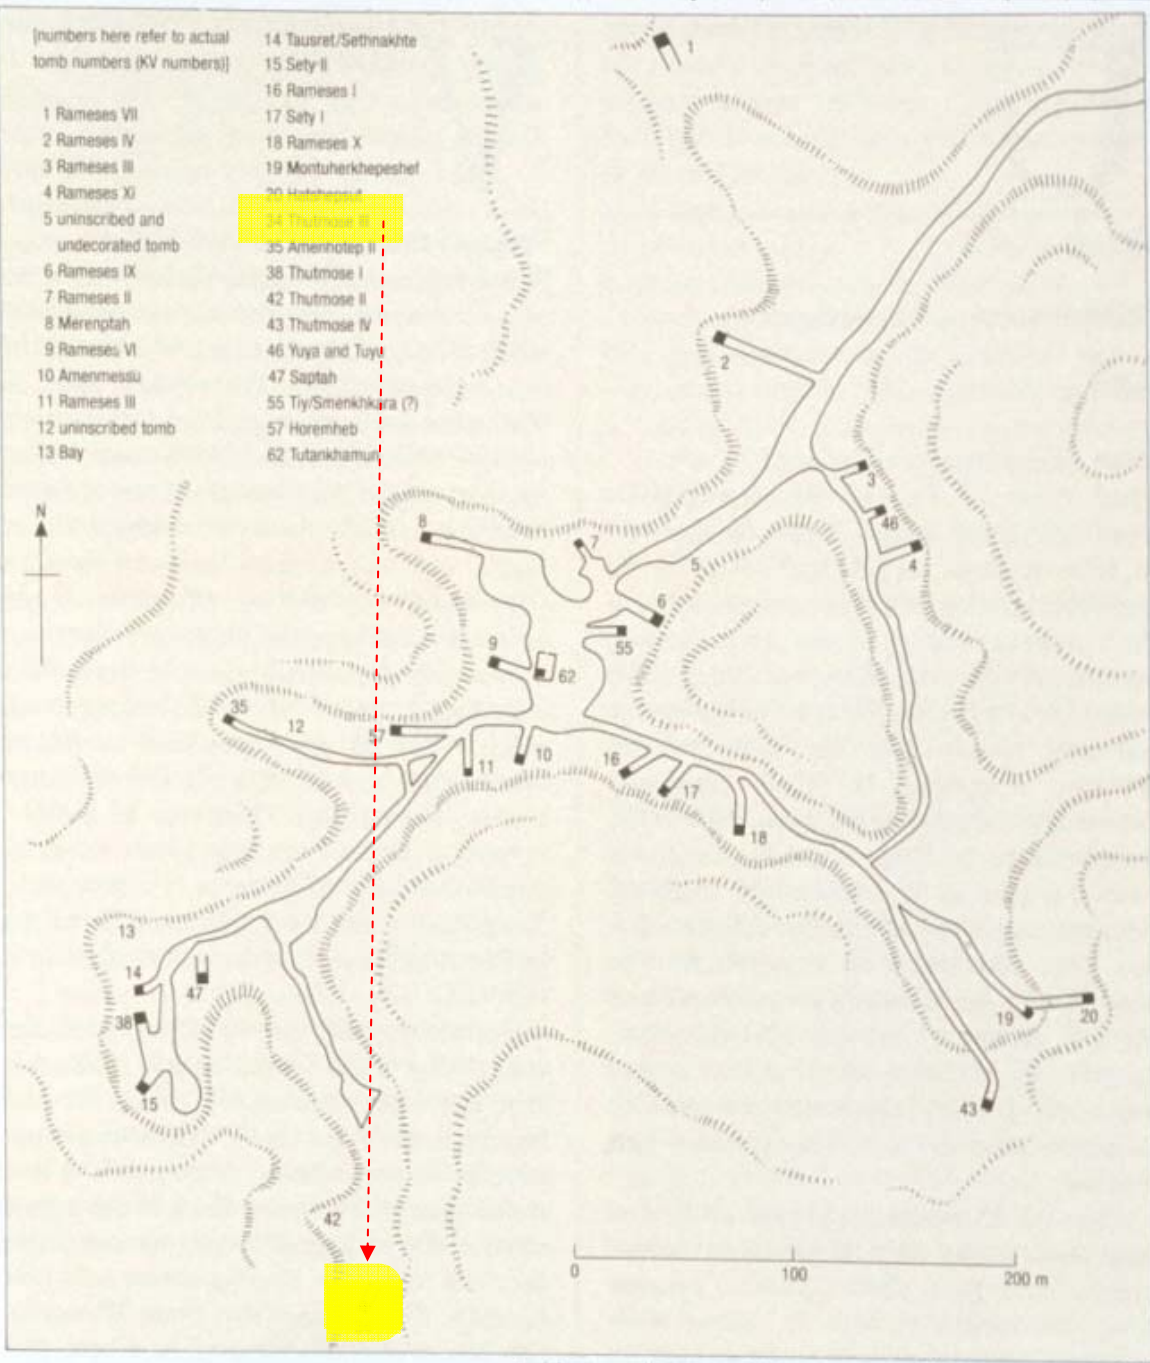 [numbers here refer to actual
tomb numbers (KV numbers)]
1 Rameses VII
2 Rameses IV
3 Rameses III
4 Rameses XI
5 uninscribed and
undecorated tomb
6 Rameses IX
7 Rameses II
8 Merenptah
9 Rameses VI
10 Amenmessu
11 Rameses III
12 uninscribed tomb
13 Bay
14 Tausret/Sethnakhte
15 Sety II
16 Rameses I
17 Sety I
18 Rameses X
19 Montuherkhepeshef
20 Hatshepsut
34 Thutmose III
35 Amenhotep II
38 Thutmose I
42 Thutmose II
43 Thutmose IV
46 Yuya and Tuyu
47 Saptah
55 Tiy/Smenkhkara (?)
57 Horemheb
62 Tutankhamun
1
2
3
46
N
8
7
5
4
6
55
9
62
35
12
57
10
16
11
17
18
13
14
47
38
19
20
15
43
42
0
100
200 m